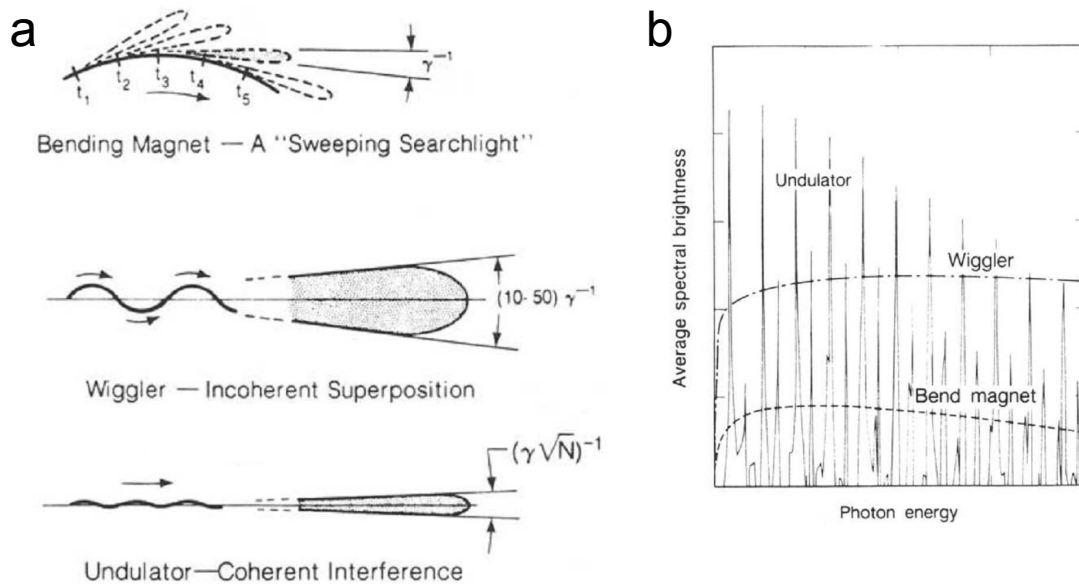 a
γ⁻¹
t₁
t₂
t₃
t₄
t₅
Bending Magnet — A "Sweeping Searchlight"
(10-50) γ⁻¹
Wiggler — Incoherent Superposition
(γ√N)⁻¹
Undulator—Coherent Interference
b
Average spectral brightness
Undulator
Wiggler
Bend magnet
Photon energy